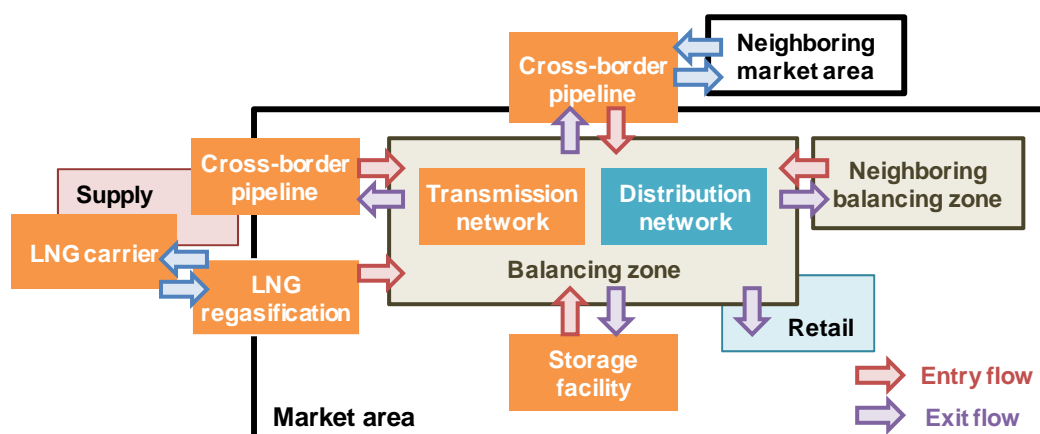 Neighboring
market area
Cross-border
pipeline
Cross-border
pipeline
Supply
Transmission
network
Distribution
network
Neighboring
balancing zone
LNG carrier
Balancing zone
LNG
regasification
Retail
Storage
facility
Entry flow
Market area
Exit flow